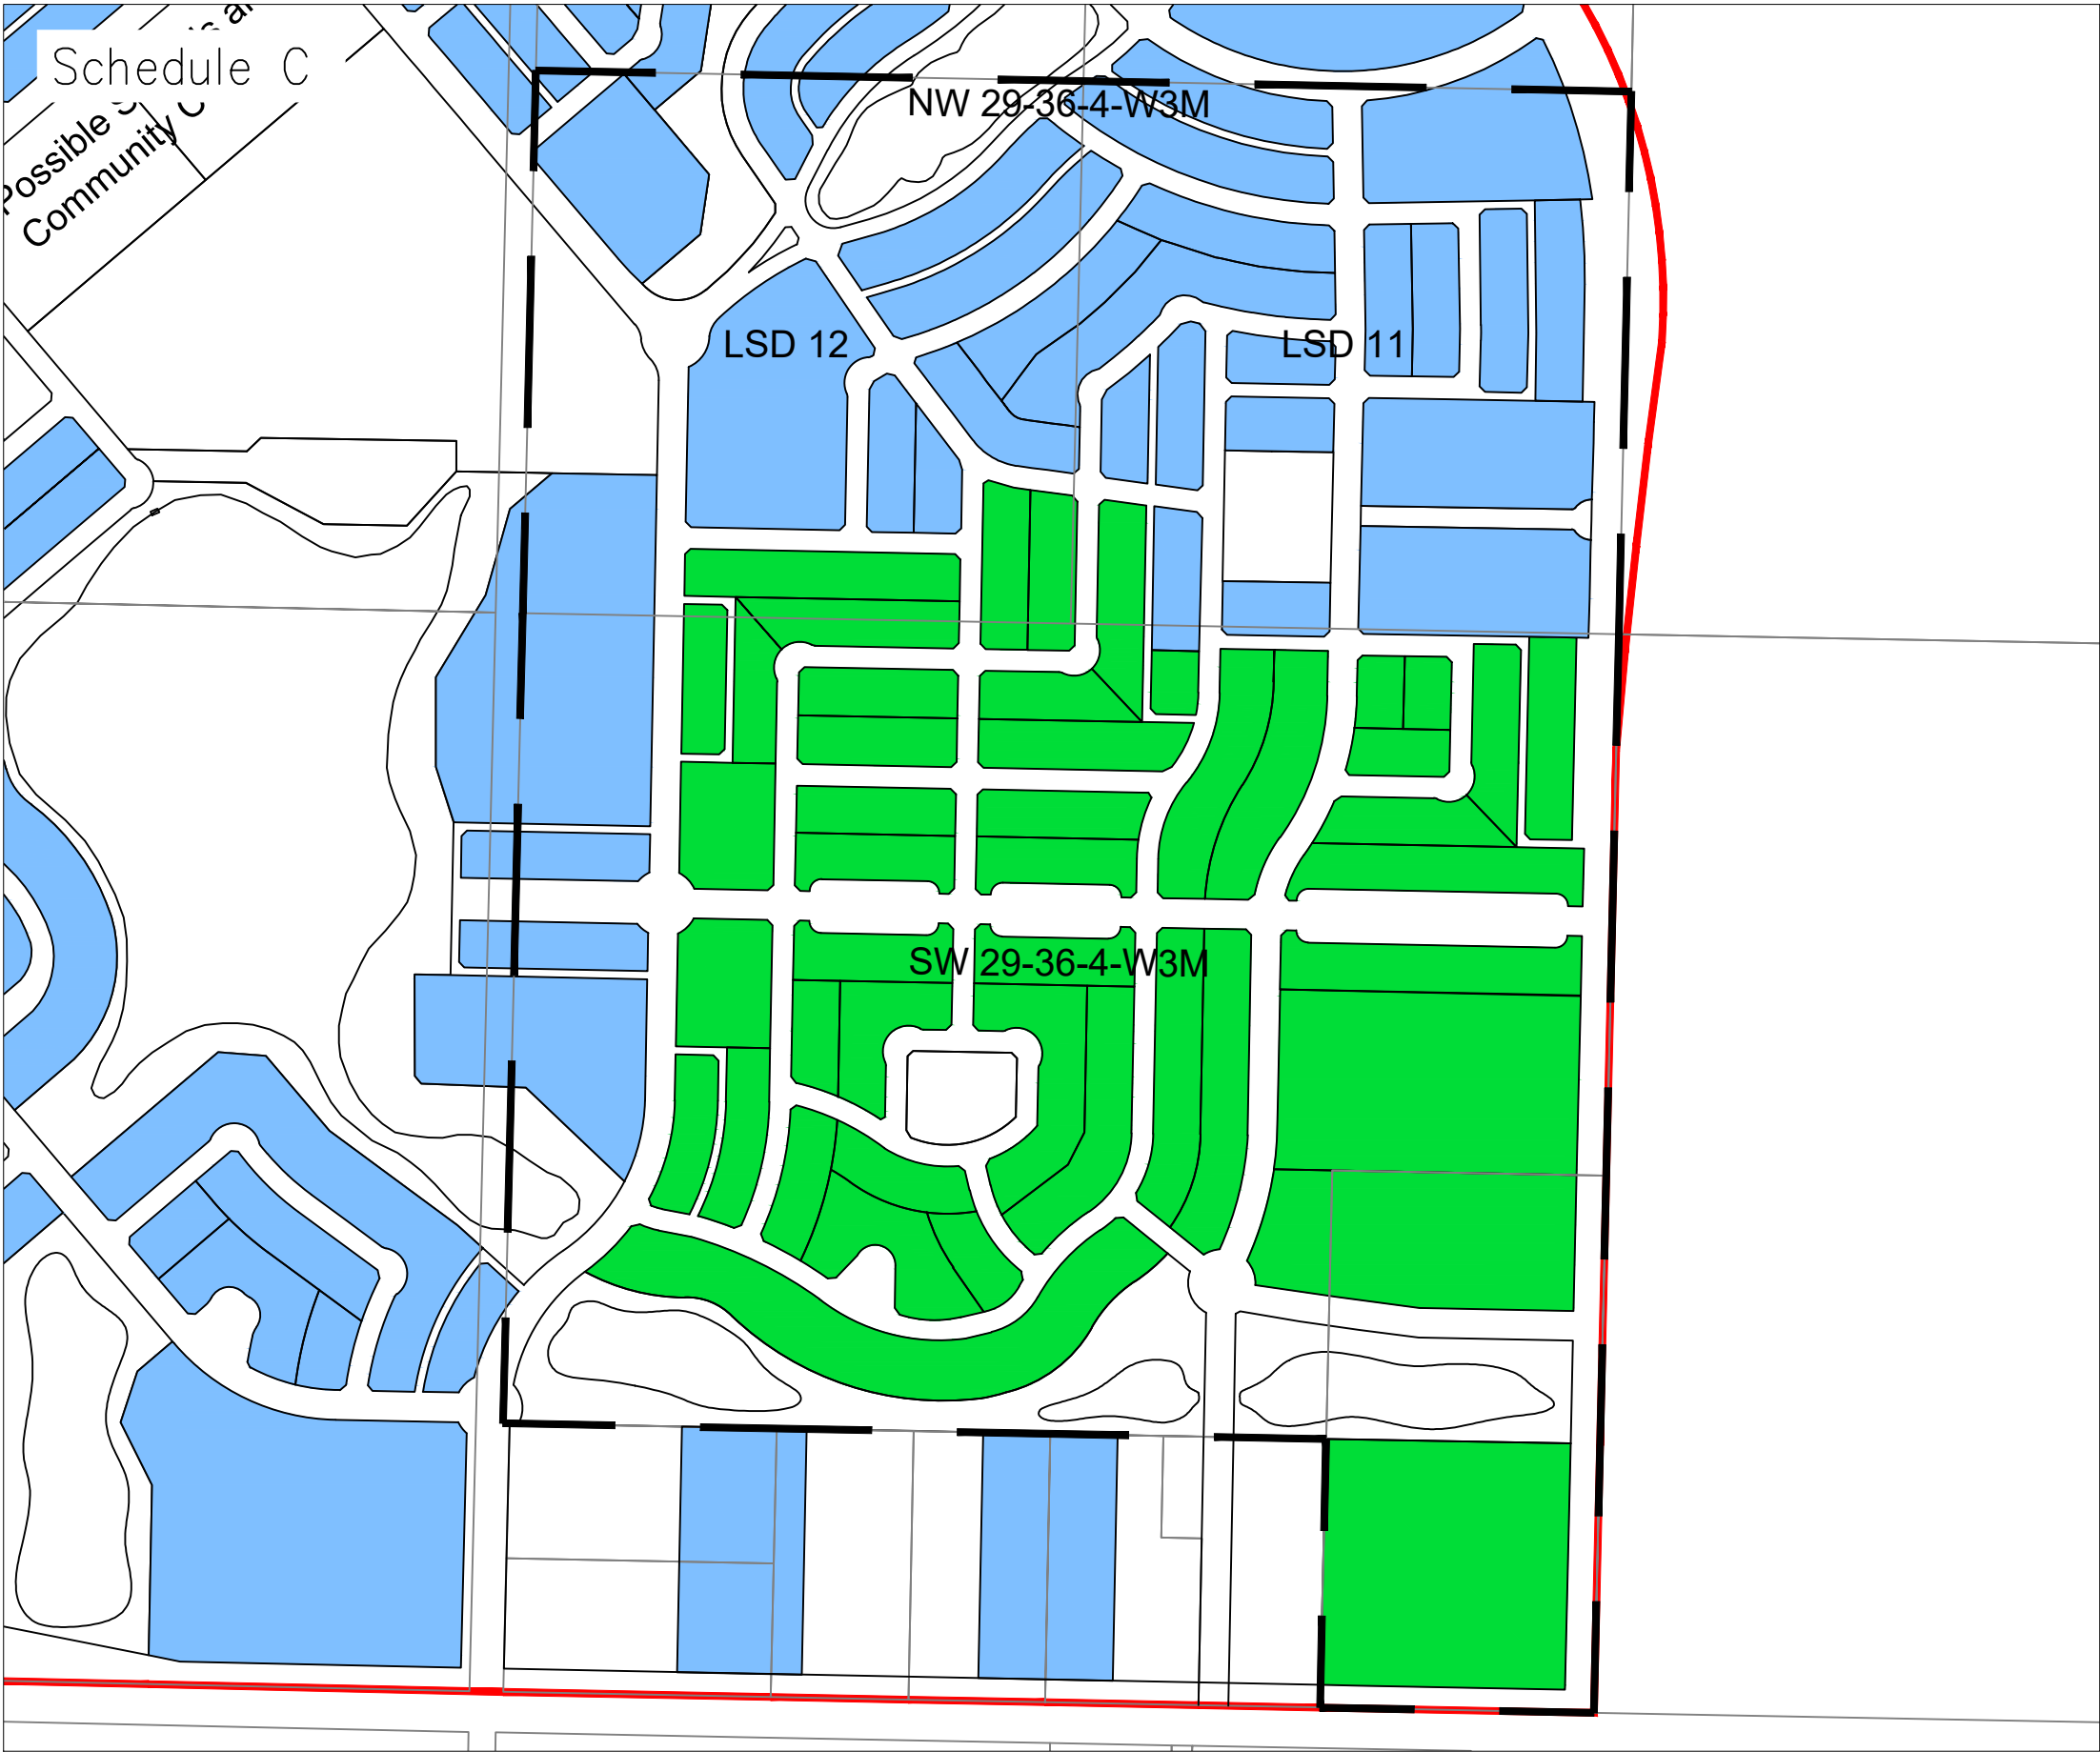 Schedule C
Possible
Community C
NW 29-36-4-W3M
LSD 12
LSD 11
SW 29-36-4-W3M